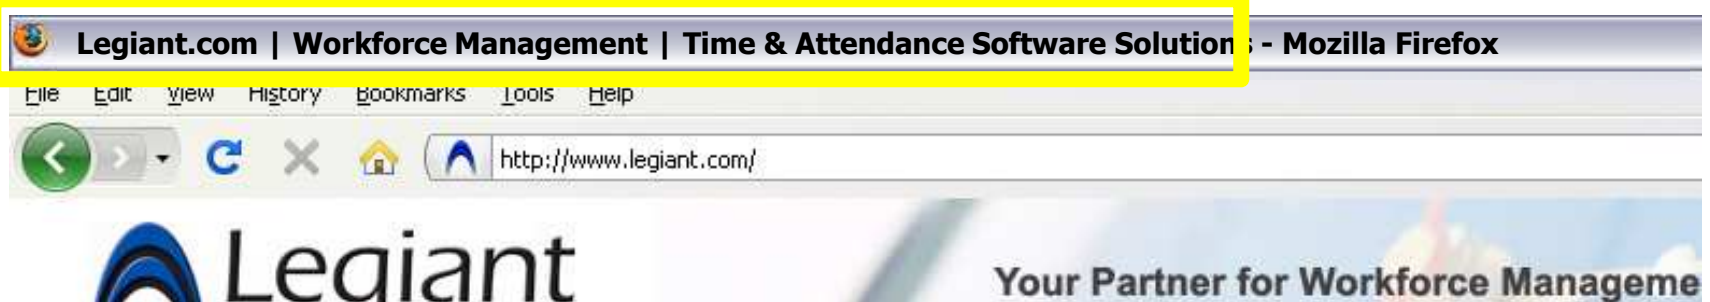 Legiant.com | Workforce Management | Time & Attendance Software Solutions - Mozilla Firefox
File Edit View History Bookmarks Tools Help
http://www.legiant.com/
Legiant
Your Partner for Workforce Manageme